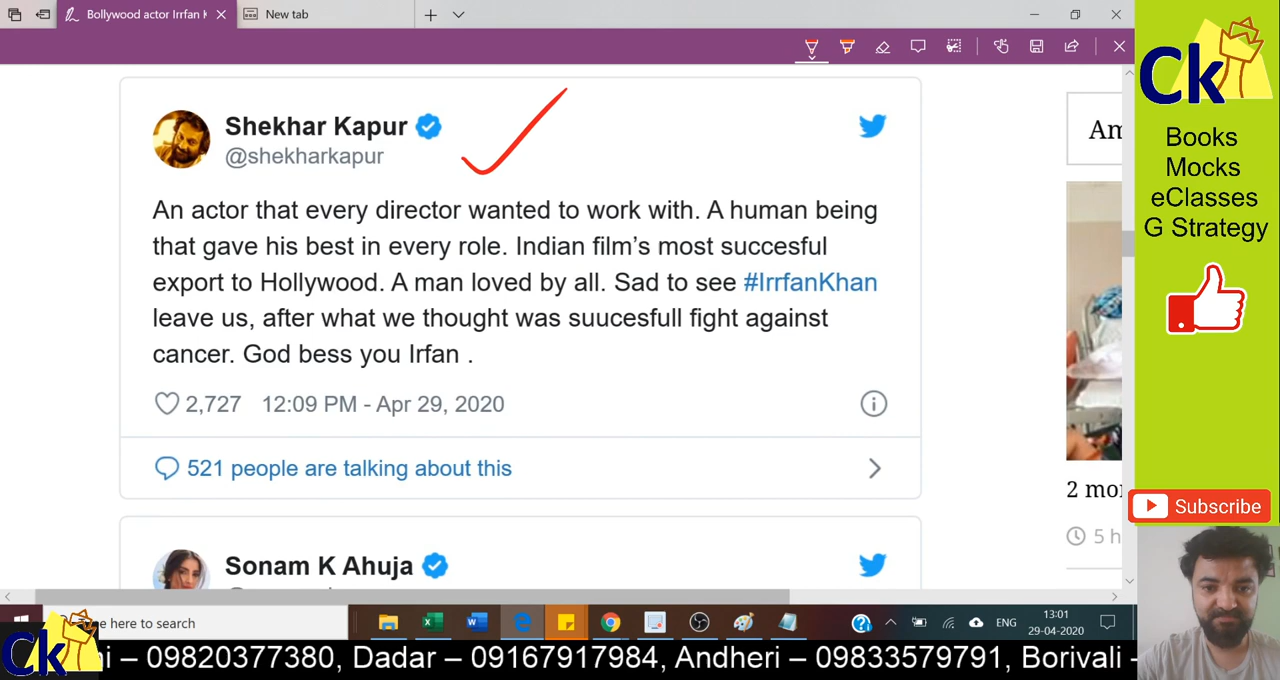 Bollywood actor Irrfan K
New tab
Shekhar Kapur
@shekharkapur
An actor that every director wanted to work with. A human being
that gave his best in every role. Indian film's most succesful
export to Hollywood. A man loved by all. Sad to see #IrrfanKhan
leave us, after what we thought was suucesfull fight against
cancer. God bess you Irfan .
2,727 12:09 PM - Apr 29, 2020
521 people are talking about this
Sonam K Ahuja
2 mo
5 h
Ck
Books
Mocks
eClasses
G Strategy
Subscribe
here to search
ENG
13:01
29-04-2020
Ck
– 09820377380, Dadar – 09167917984, Andheri – 09833579791, Borivali –